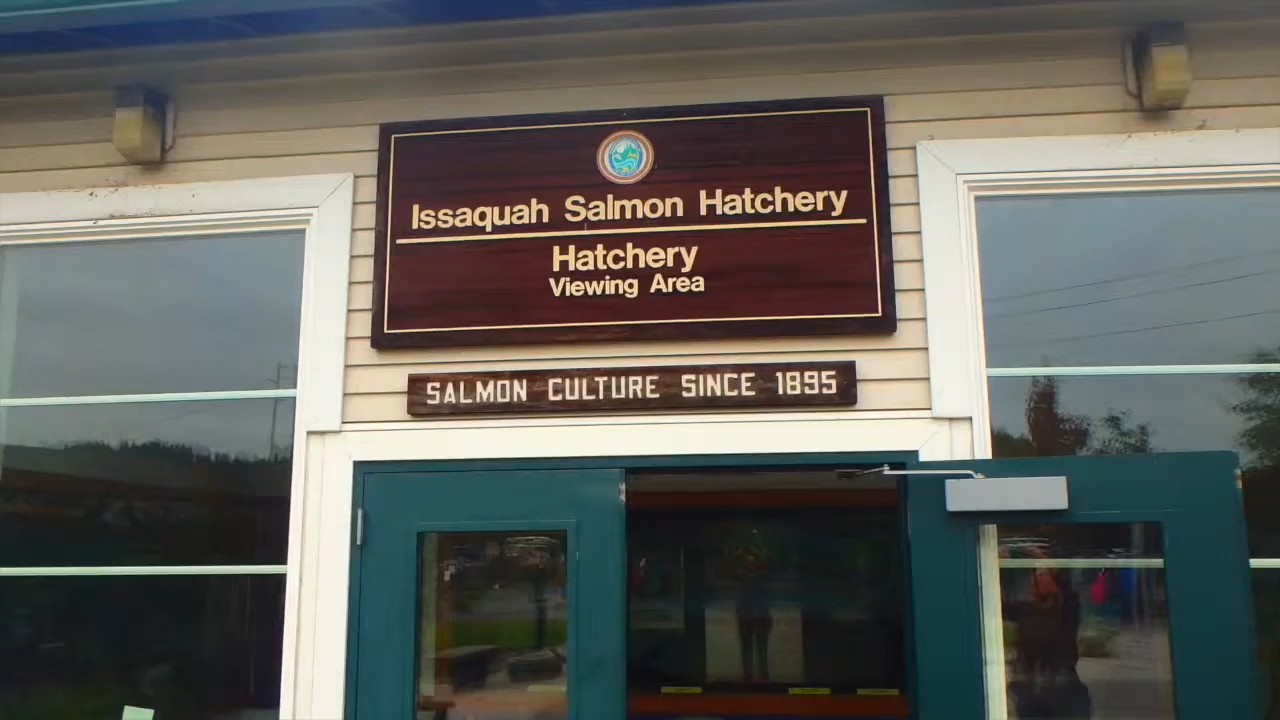 Issaquah Salmon Hatchery
Hatchery
Viewing Area
SALMON CULTURE SINCE 1895